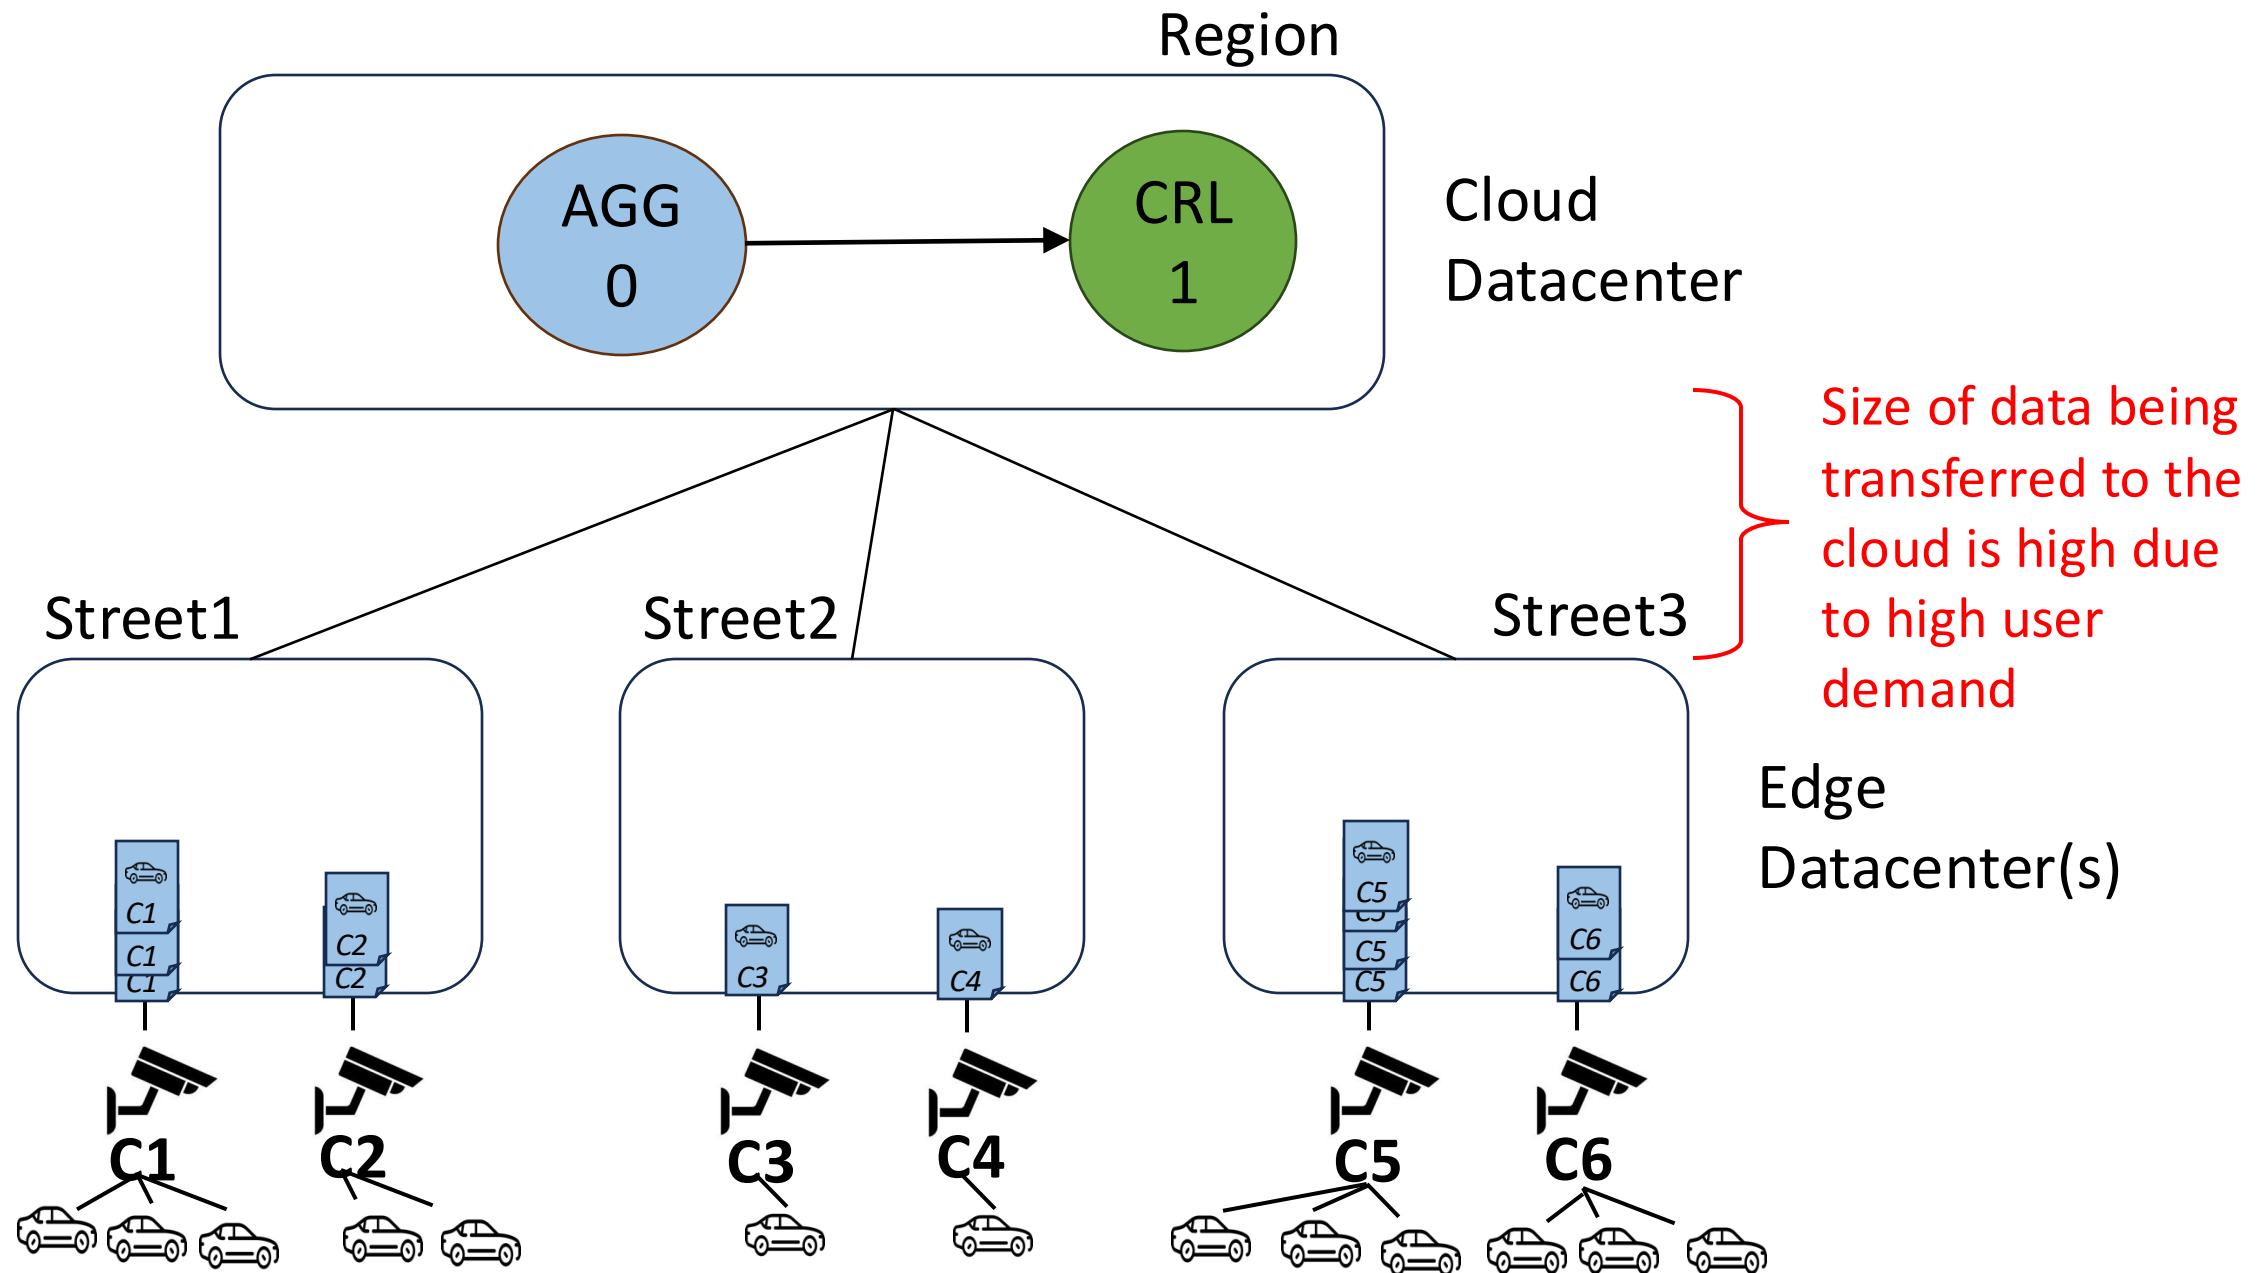 Region
AGG
0
CRL
1
Cloud
Datacenter
Size of data being
transferred to the
cloud is high due
to high user
demand
Street1
Street2
Street3
Edge
Datacenter(s)
C1
C1
C1
C2
C2
C3
C4
C5
C5
C5
C5
C6
C6
C1
C2
C3
C4
C5
C6